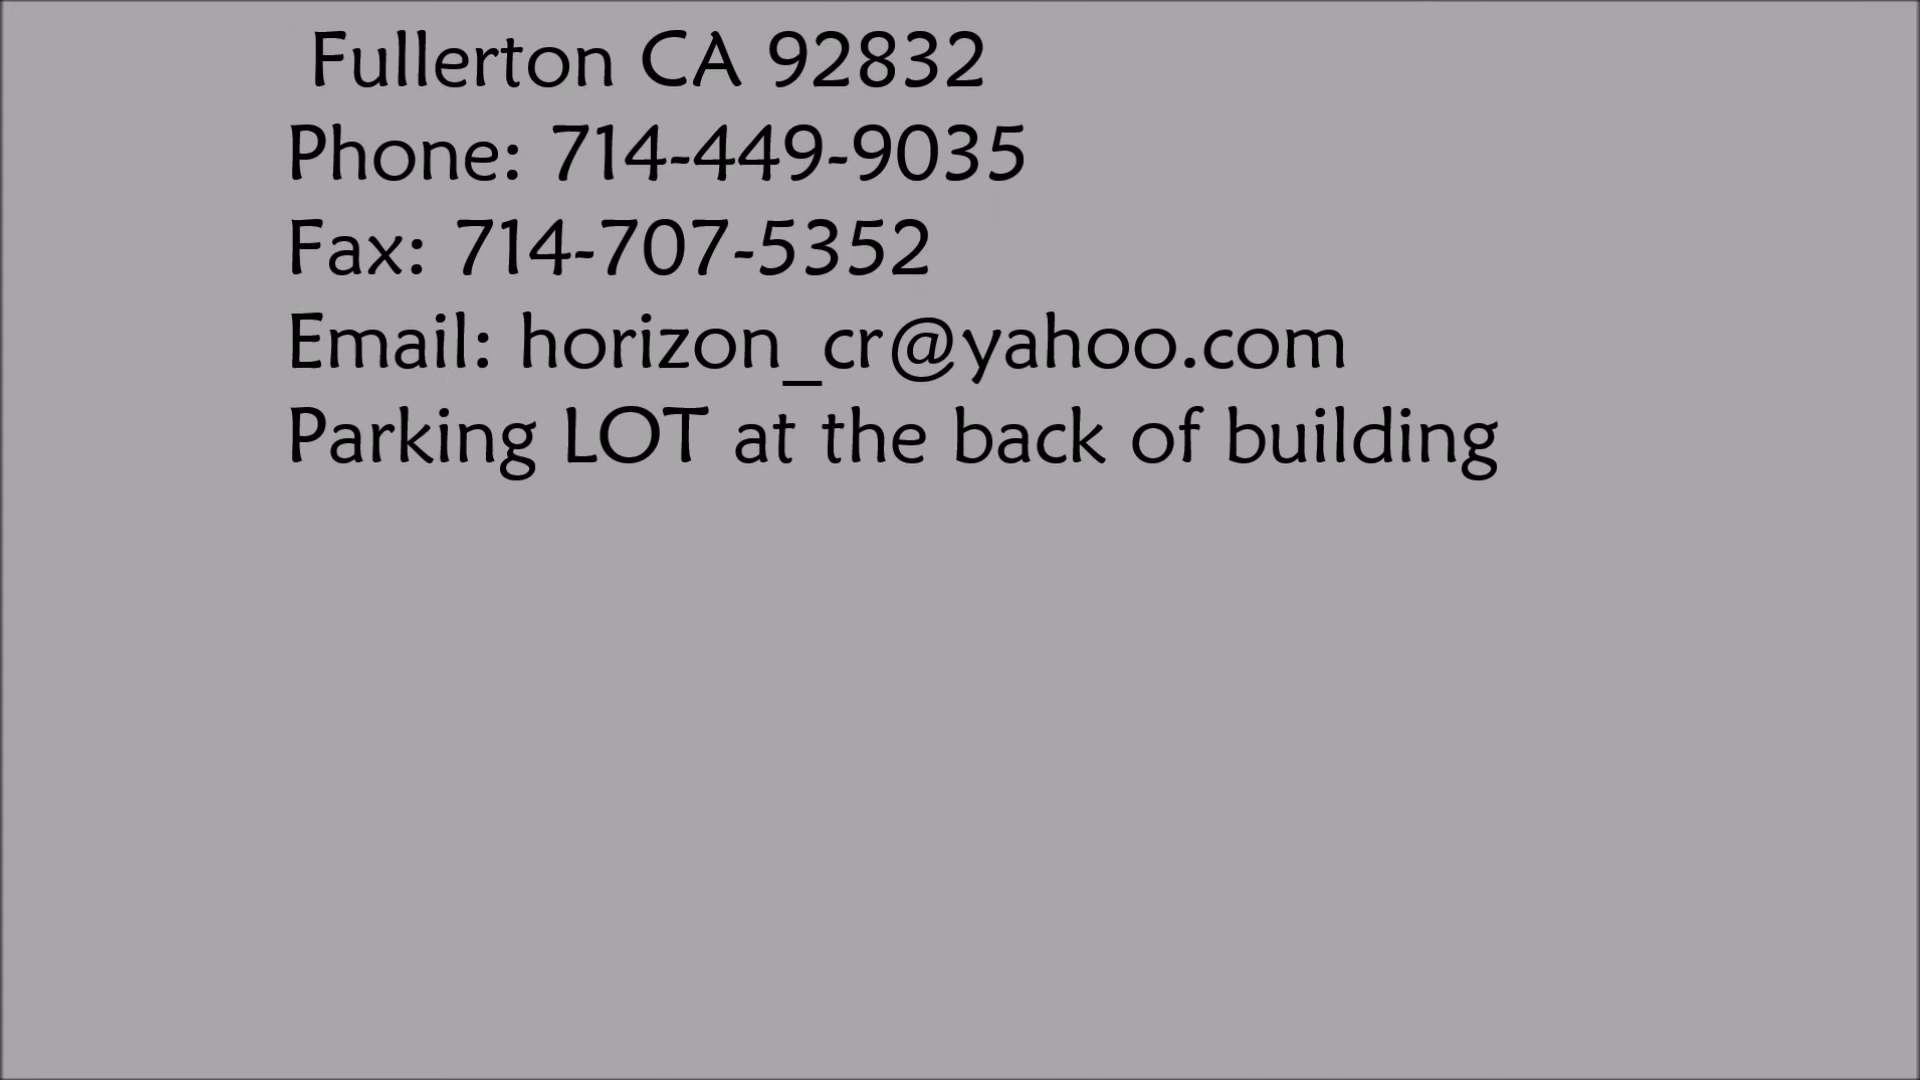 Fullerton CA 92832
Phone: 714-449-9035
Fax: 714-707-5352
Email: horizon_cr@yahoo.com
Parking LOT at the back of building